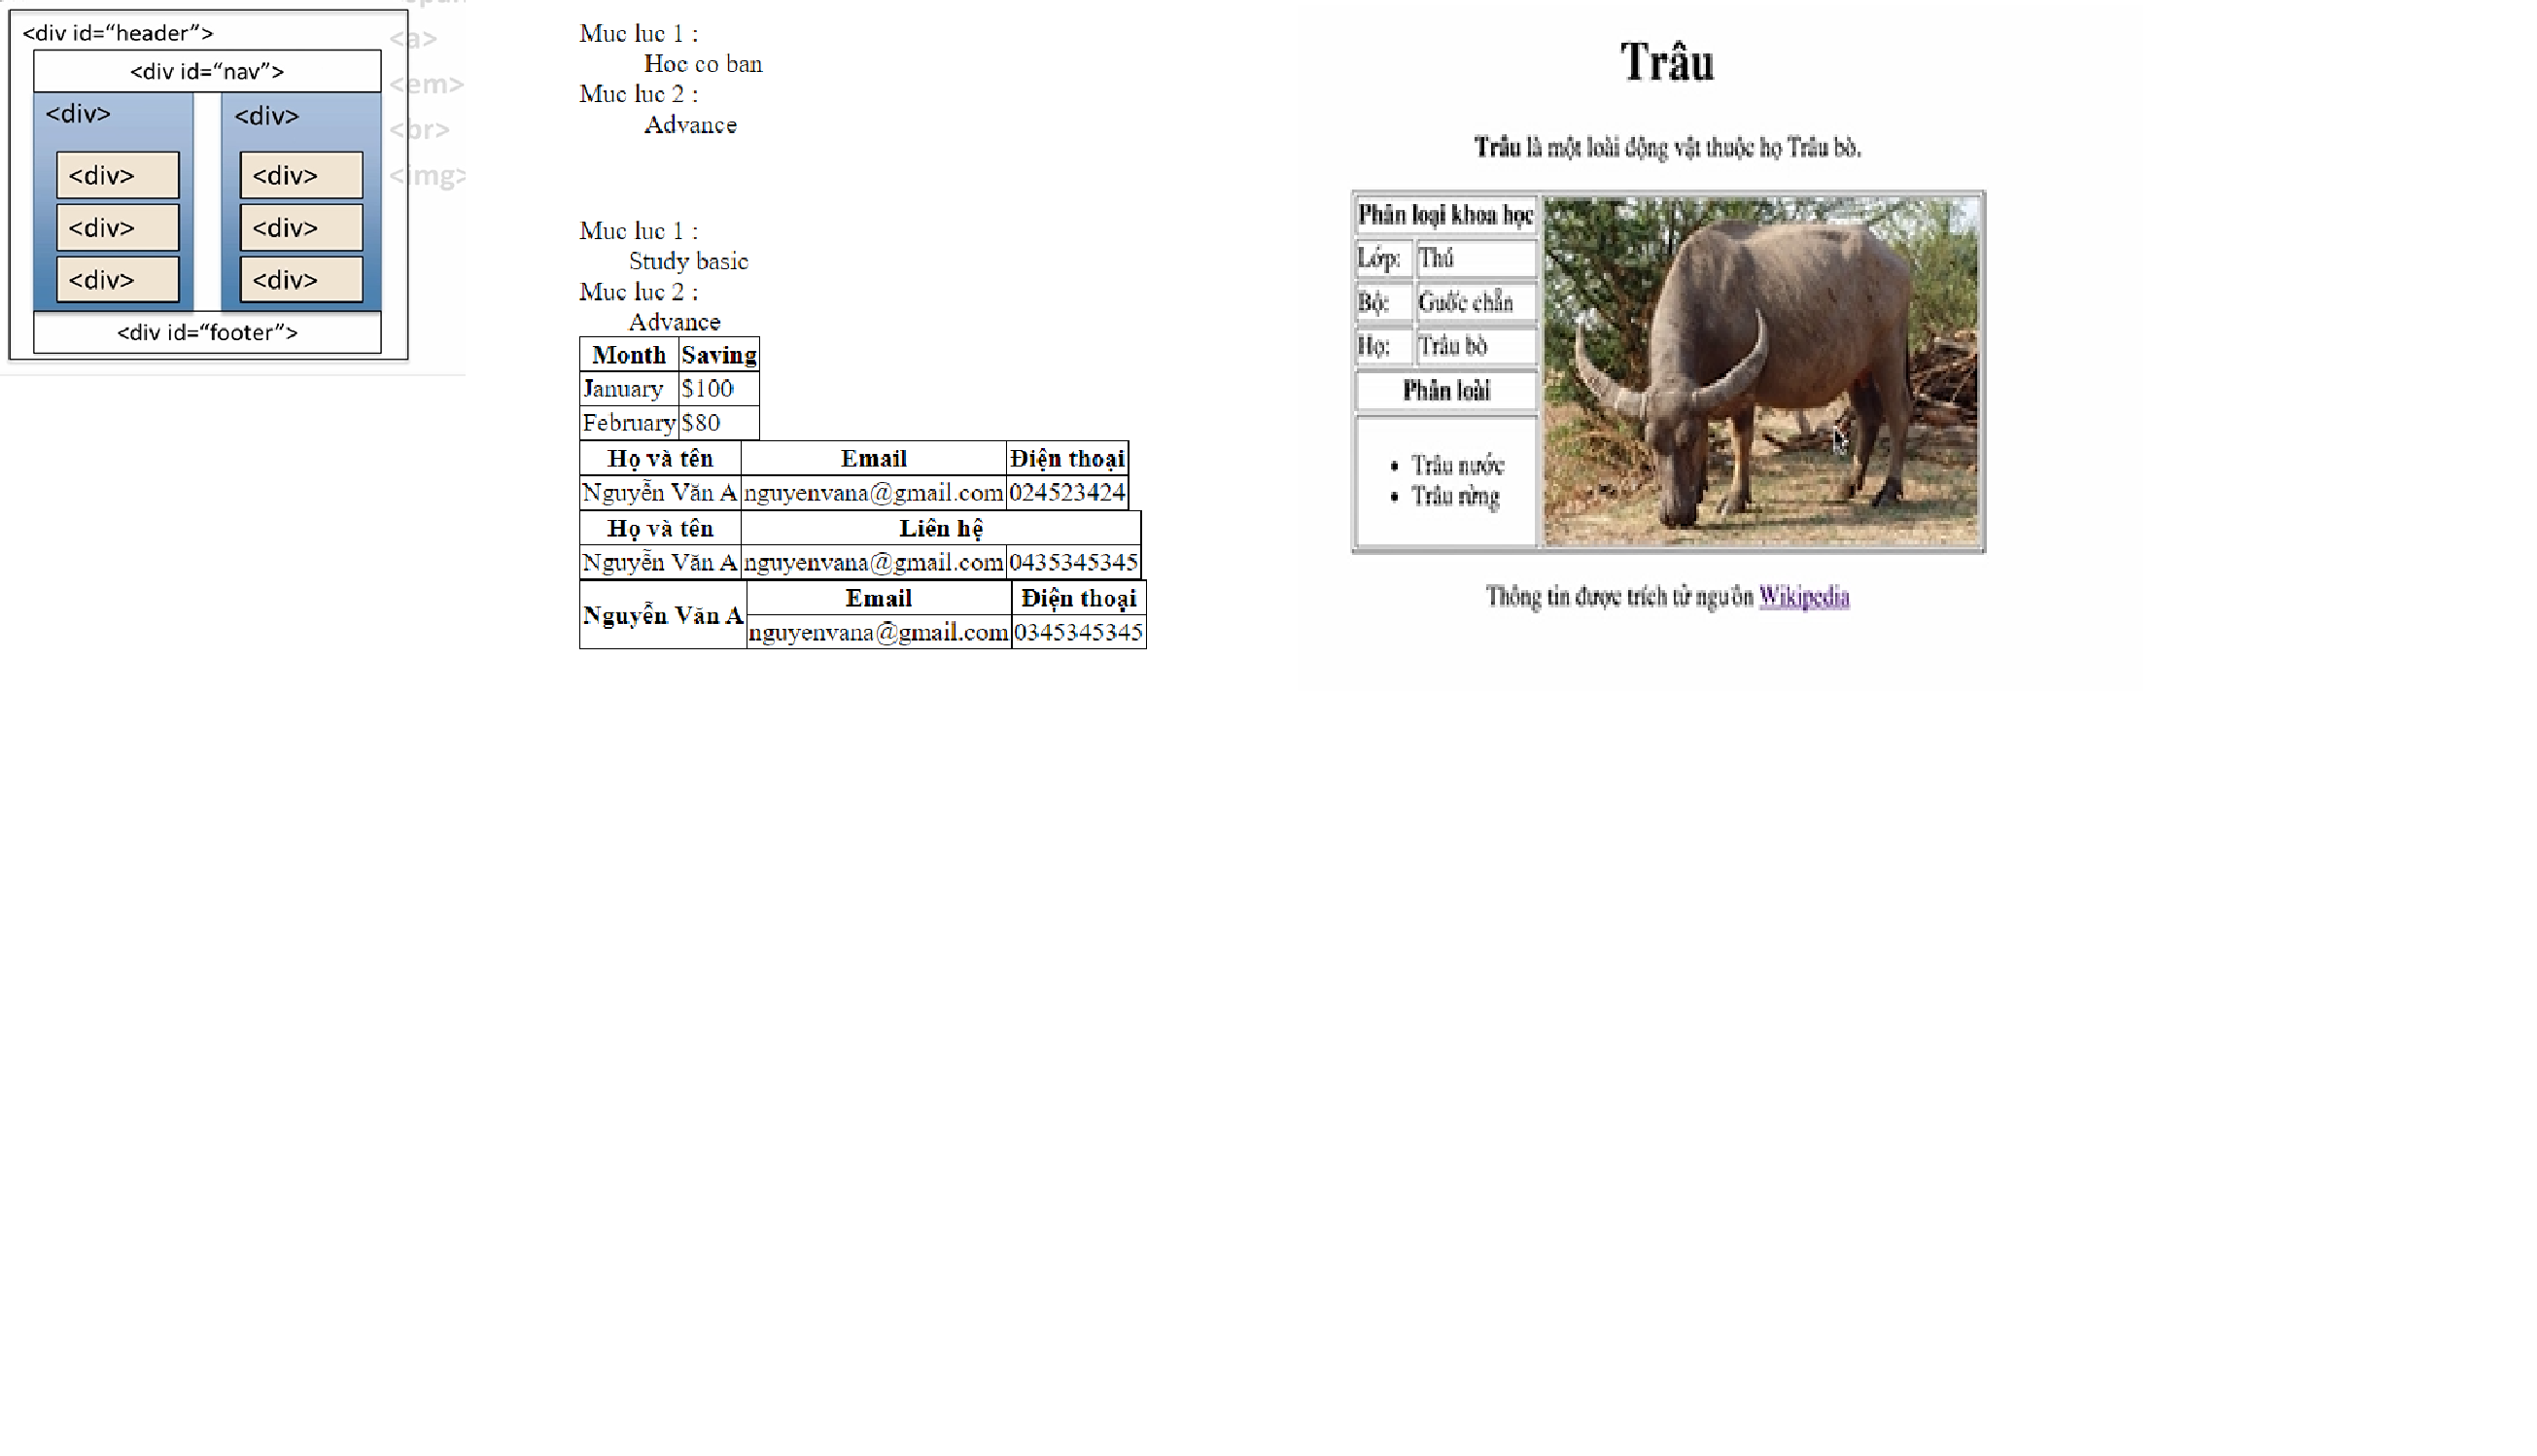 <div id=“header”>
<div id=“nav”>
<div> <div>
<div> <div>
<div> <div>
<div> <div>
<div id=“footer”>
<a>
<em>
<br>
<img>
Muc luc 1 :
Hoc co ban
Muc luc 2 :
Advance
Muc luc 1 :
Study basic
Muc luc 2 :
Advance
Month Saving
January $100
February $80
Họ và tên Email Điện thoại
Nguyễn Văn A nguyenvana@gmail.com 024523424
Họ và tên Liên hệ
Nguyễn Văn A nguyenvana@gmail.com 0435345345
Nguyễn Văn A Email Điện thoại
nguyenvana@gmail.com 0345345345
Trâu
Trâu là một loài động vật thuộc họ Trâu bò.
Phân loại khoa học
Lớp: Thú
Bộ: Guốc chẵn
Họ: Trâu bò
Phân loài
• Trâu nước
• Trâu rừng
Thông tin được trích từ nguồn Wikipedia